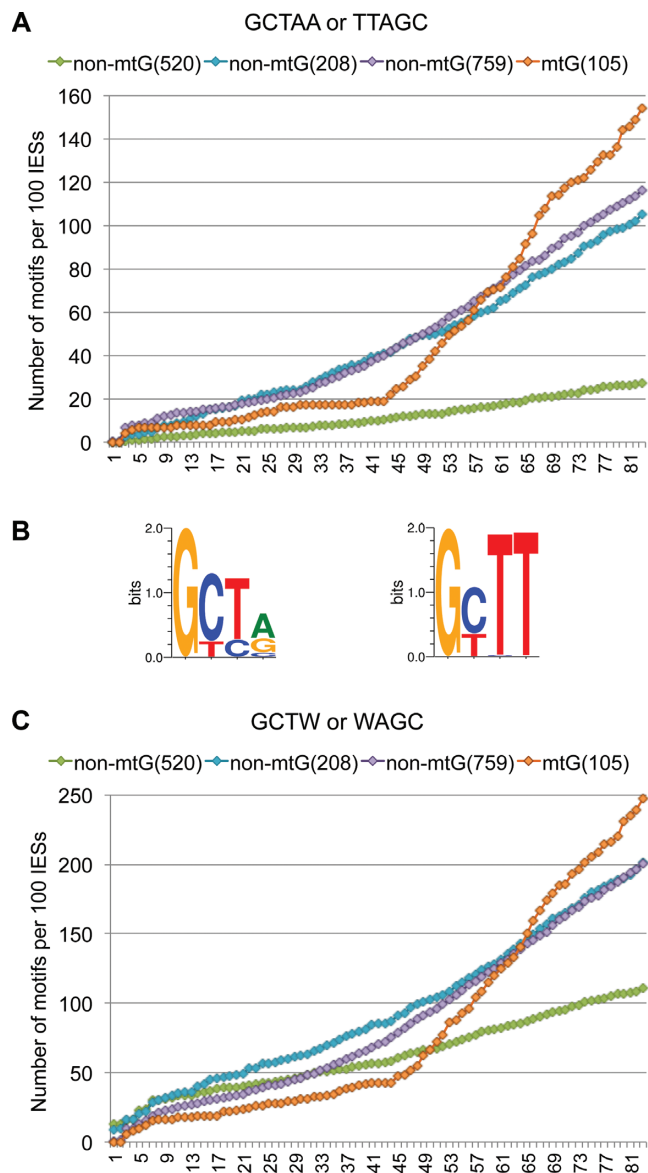 A
GCTAA or TTAGC
non-mtG(520) non-mtG(208) non-mtG(759) mtG(105)
Number of motifs per 100 IESs
160
140
120
100
80
60
40
20
0
1 5 9 13 17 21 25 29 33 37 41 45 49 53 57 61 65 69 73 77 81
B
bits
2.0
1.0
0.0
GCTA
TCG
C
bits
2.0
1.0
0.0
GCTT
T
C
GCTW or WAGC
non-mtG(520) non-mtG(208) non-mtG(759) mtG(105)
Number of motifs per 100 IESs
250
200
150
100
50
0
1 5 9 13 17 21 25 29 33 37 41 45 49 53 57 61 65 69 73 77 81